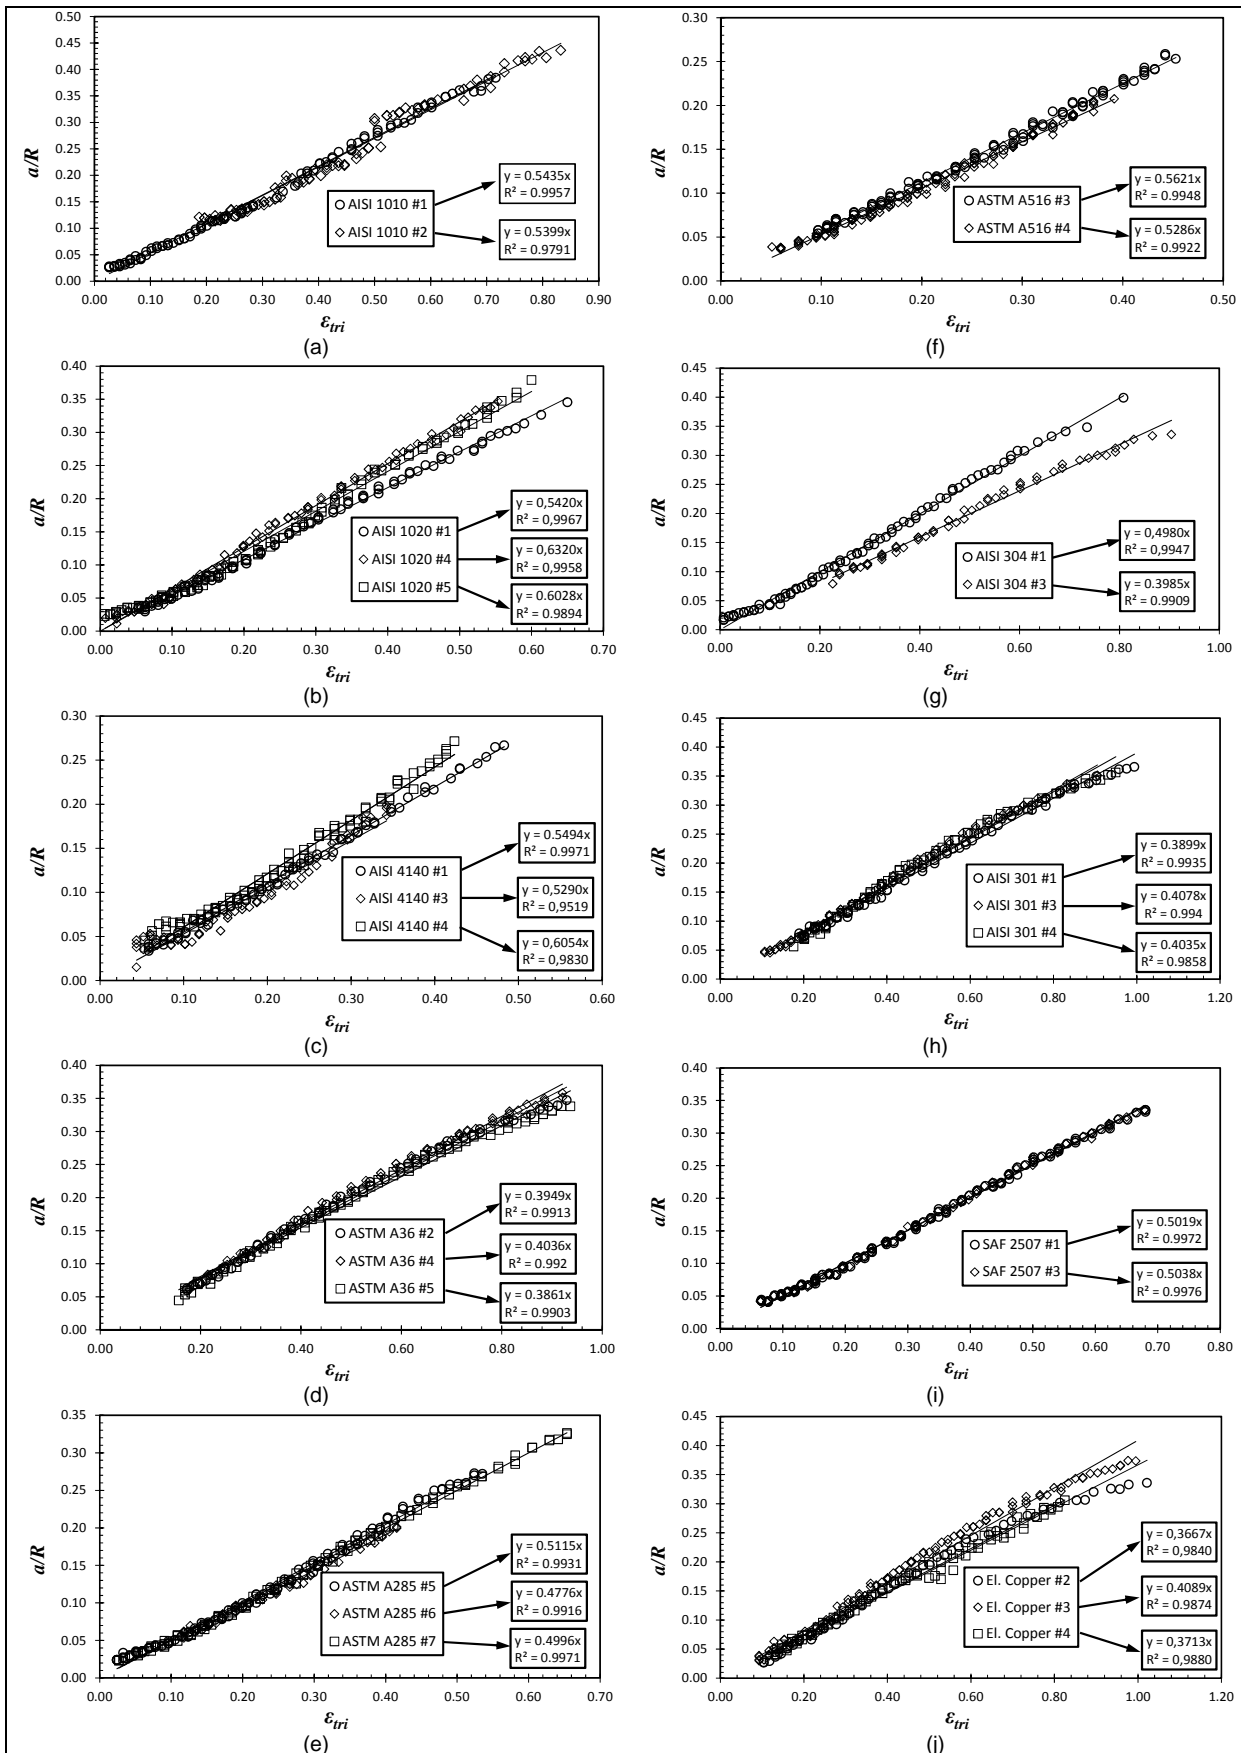 0.50
0.45
0.40
0.35
0.30
0.25
0.20
0.15
0.10
0.05
0.00
a/R
AISI 1010 #1
AISI 1010 #2
y = 0.5435x
R² = 0.9957
y = 0.5399x
R² = 0.9791
0.00 0.10 0.20 0.30 0.40 0.50 0.60 0.70 0.80 0.90
εtri
(a)
0.30
0.25
0.20
0.15
0.10
0.05
0.00
a/R
ASTM A516 #3
ASTM A516 #4
y = 0.5621x
R² = 0.9948
y = 0.5286x
R² = 0.9922
0.00 0.10 0.20 0.30 0.40 0.50
εtri
(f)
0.40
0.35
0.30
0.25
0.20
0.15
0.10
0.05
0.00
a/R
AISI 1020 #1
AISI 1020 #4
AISI 1020 #5
y = 0,5420x
R² = 0,9967
y = 0,6320x
R² = 0,9958
y = 0.6028x
R² = 0.9894
0.00 0.10 0.20 0.30 0.40 0.50 0.60 0.70
εtri
(b)
0.45
0.40
0.35
0.30
0.25
0.20
0.15
0.10
0.05
0.00
a/R
AISI 304 #1
AISI 304 #3
y = 0,4980x
R² = 0,9947
y = 0.3985x
R² = 0.9909
0.00 0.20 0.40 0.60 0.80 1.00
εtri
(g)
0.30
0.25
0.20
0.15
0.10
0.05
0.00
a/R
AISI 4140 #1
AISI 4140 #3
AISI 4140 #4
y = 0.5494x
R² = 0.9971
y = 0,5290x
R² = 0,9519
y = 0,6054x
R² = 0,9830
0.00 0.10 0.20 0.30 0.40 0.50 0.60
εtri
(c)
0.45
0.40
0.35
0.30
0.25
0.20
0.15
0.10
0.05
0.00
a/R
AISI 301 #1
AISI 301 #3
AISI 301 #4
y = 0.3899x
R² = 0.9935
y = 0.4078x
R² = 0.994
y = 0.4035x
R² = 0.9858
0.00 0.20 0.40 0.60 0.80 1.00 1.20
εtri
(h)
0.40
0.35
0.30
0.25
0.20
0.15
0.10
0.05
0.00
a/R
ASTM A36 #2
ASTM A36 #4
ASTM A36 #5
y = 0.3949x
R² = 0.9913
y = 0.4036x
R² = 0.992
y = 0.3861x
R² = 0.9903
0.00 0.20 0.40 0.60 0.80 1.00
εtri
(d)
0.40
0.35
0.30
0.25
0.20
0.15
0.10
0.05
0.00
a/R
SAF 2507 #1
SAF 2507 #3
y = 0.5019x
R² = 0.9972
y = 0.5038x
R² = 0.9976
0.00 0.10 0.20 0.30 0.40 0.50 0.60 0.70 0.80
εtri
(i)
0.35
0.30
0.25
0.20
0.15
0.10
0.05
0.00
a/R
ASTM A285 #5
ASTM A285 #6
ASTM A285 #7
y = 0.5115x
R² = 0.9931
y = 0.4776x
R² = 0.9916
y = 0.4996x
R² = 0.9971
0.00 0.10 0.20 0.30 0.40 0.50 0.60 0.70
εtri
(e)
0.45
0.40
0.35
0.30
0.25
0.20
0.15
0.10
0.05
0.00
a/R
El. Copper #2
El. Copper #3
El. Copper #4
y = 0,3667x
R² = 0,9840
y = 0.4089x
R² = 0.9874
y = 0,3713x
R² = 0,9880
0.00 0.20 0.40 0.60 0.80 1.00 1.20
εtri
(j)